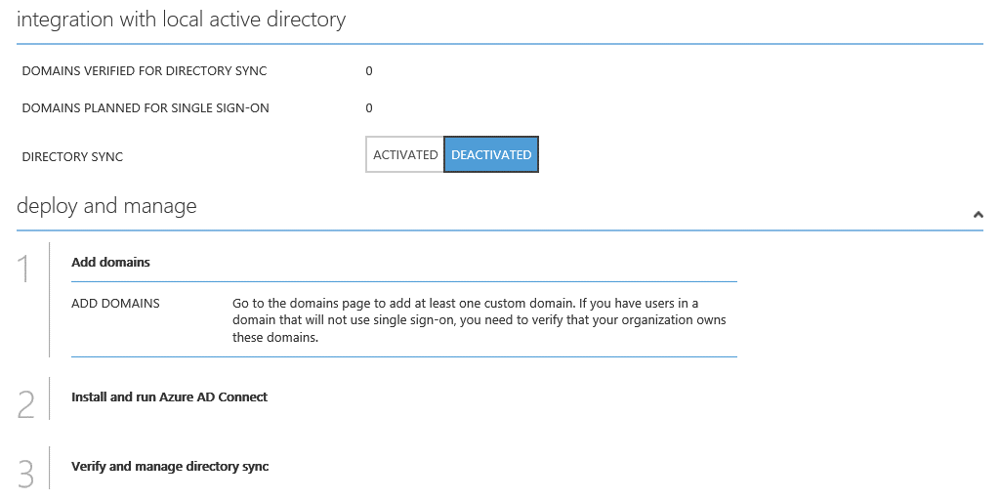 integration with local active directory
DOMAINS VERIFIED FOR DIRECTORY SYNC 0
DOMAINS PLANNED FOR SINGLE SIGN-ON 0
DIRECTORY SYNC ACTIVATED DEACTIVATED
deploy and manage
1 Add domains
ADD DOMAINS Go to the domains page to add at least one custom domain. If you have users in a
domain that will not use single sign-on, you need to verify that your organization owns
these domains.
2 Install and run Azure AD Connect
3 Verify and manage directory sync